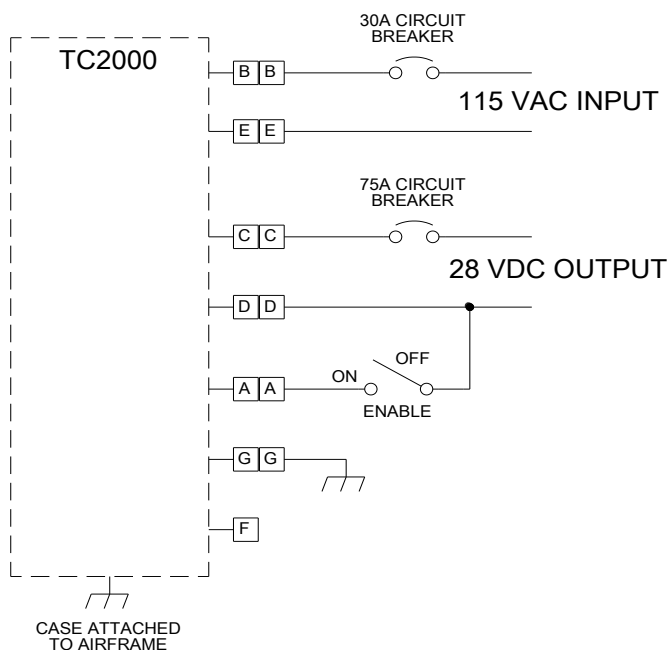 30A CIRCUIT
BREAKER
TC2000
B B
115 VAC INPUT
E E
75A CIRCUIT
BREAKER
C C
28 VDC OUTPUT
D D
OFF
ON
A A
ENABLE
G G
F
CASE ATTACHED
TO AIRFRAME